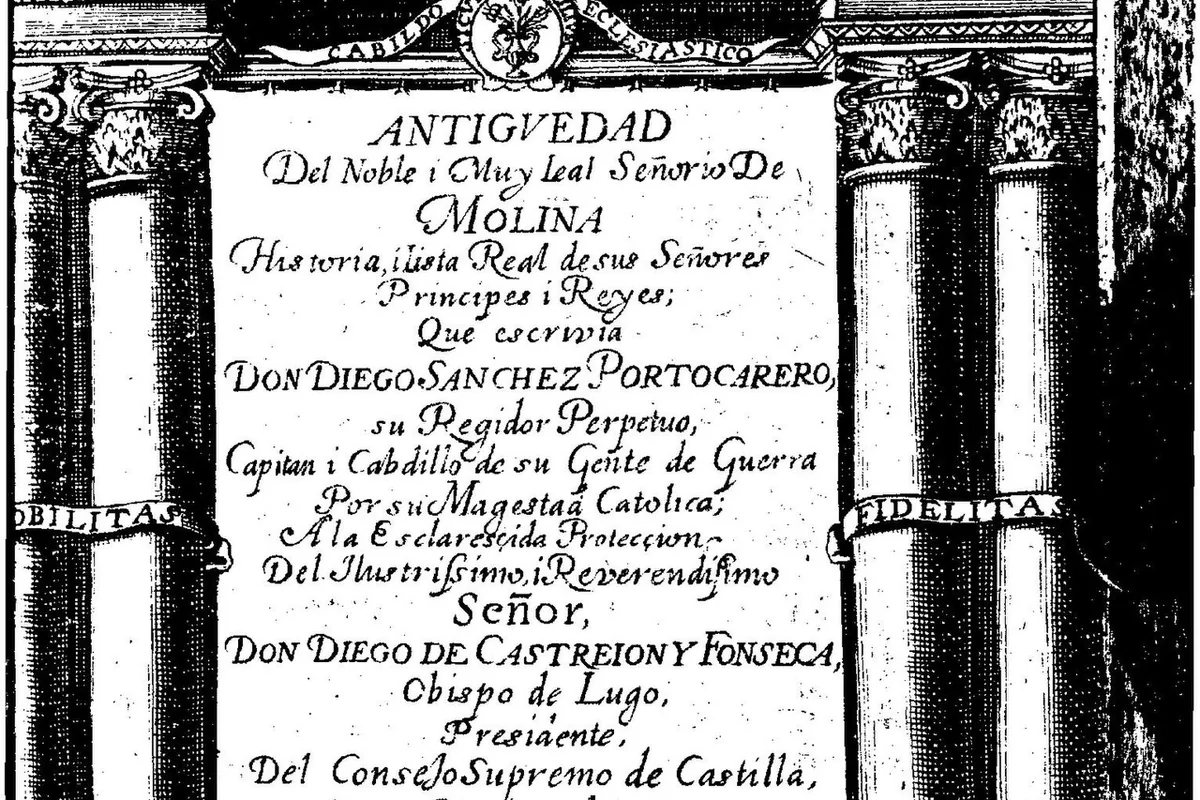 CABILDO
ECLESIASTICO
ANTIGVEDAD
Del Noble i Muy Leal Señorio De
MOLINA
Historia, i Lista Real de sus Señores
Principes i Reyes;
Que escrivia
DON DIEGO SANCHEZ PORTOCARERO,
su Regidor Perpetuo,
Capitan i Cabdillo de su Gente de Guerra
Por su Magestad Catolica;
A la Esclarescida Proteccion
Del Ilustrissimo, i Reverendissimo
Señor,
DON DIEGO DE CASTREION Y FONSECA,
Obispo de Lugo,
Presidente,
Del Consejo Supremo de Castilla,
OBILITAS
FIDELITAS